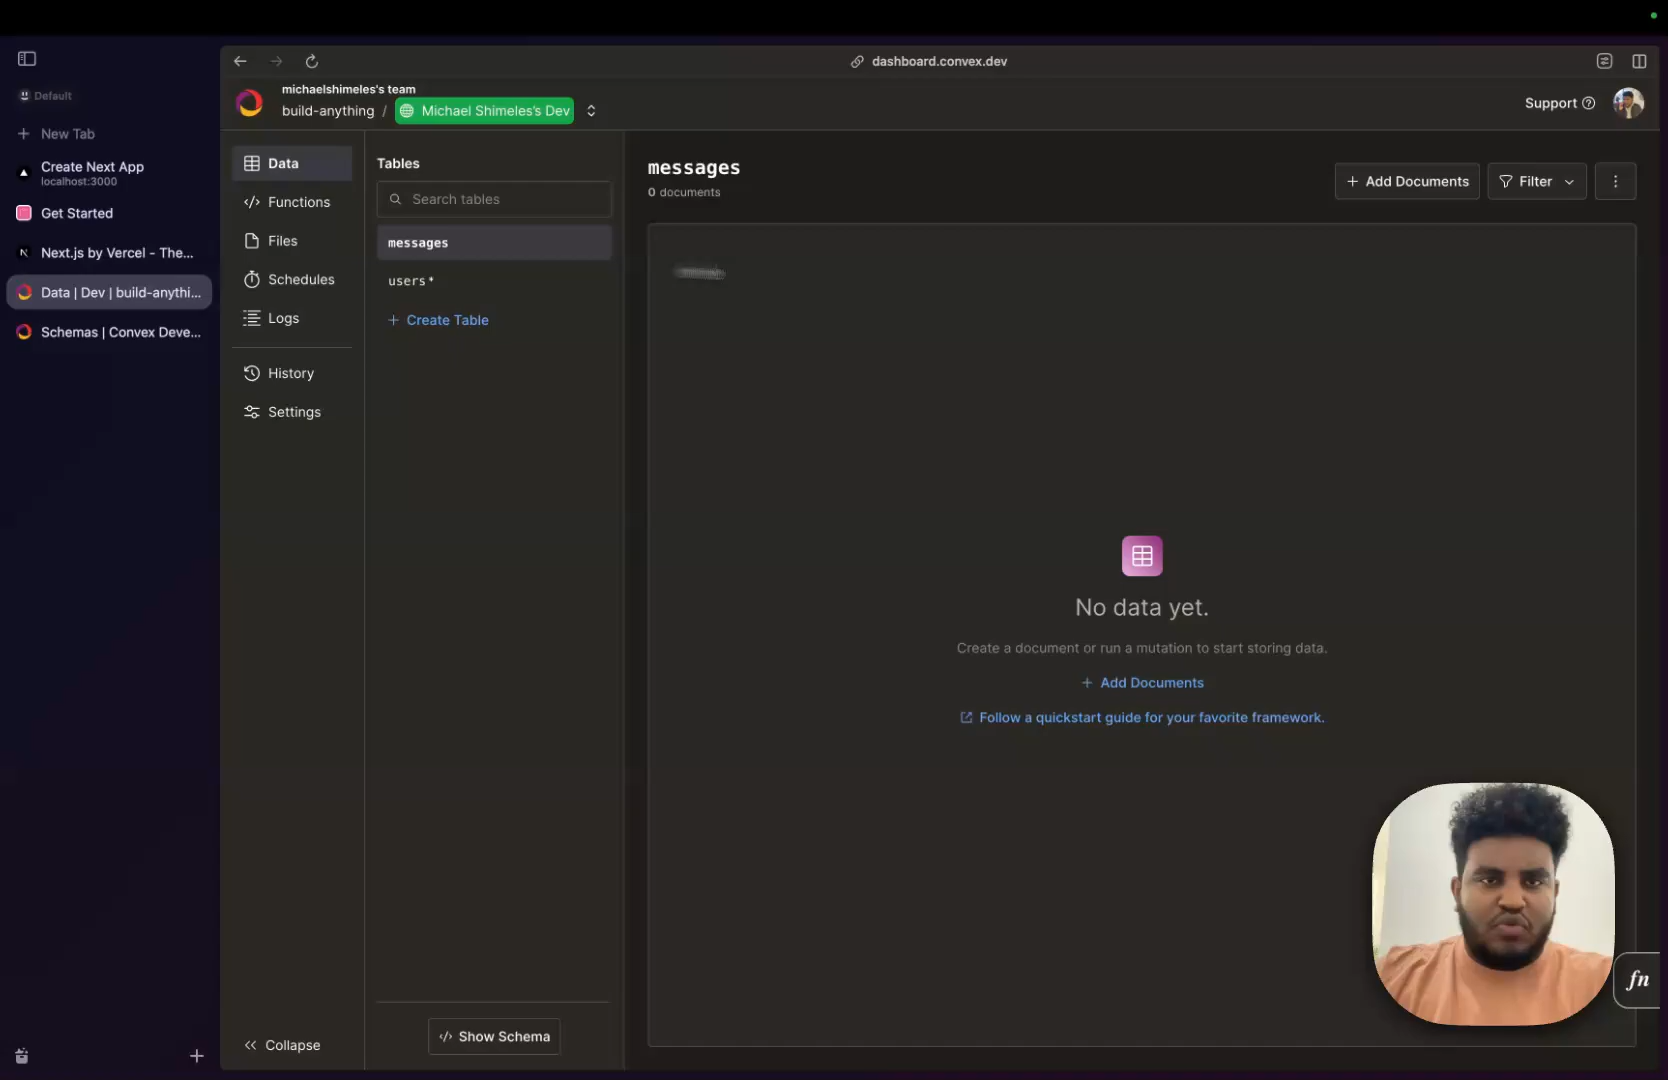 dashboard.convex.dev
Default
New Tab
Create Next App
localhost:3000
Get Started
Next.js by Vercel - The...
Data | Dev | build-anythi...
Schemas | Convex Deve...
michaelshimeles's team
build-anything / Michael Shimeles's Dev
Support
Data
Functions
Files
Schedules
Logs
History
Settings
Collapse
Tables
Search tables
messages
users*
+ Create Table
Show Schema
messages
0 documents
+ Add Documents
Filter
No data yet.
Create a document or run a mutation to start storing data.
+ Add Documents
Follow a quickstart guide for your favorite framework.
fn